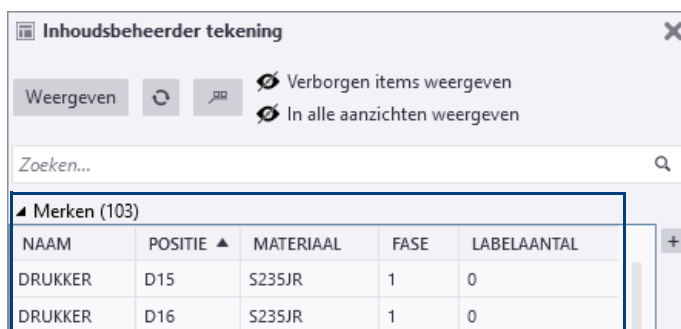 Inhoudsbeheerder tekening
Weergeven
Verborgen items weergeven
In alle aanzichten weergeven
Zoeken...
Merken (103)
NAAM POSITIE MATERIAAL FASE LABELAANTAL
DRUKKER D15 S235JR 1 0
DRUKKER D16 S235JR 1 0